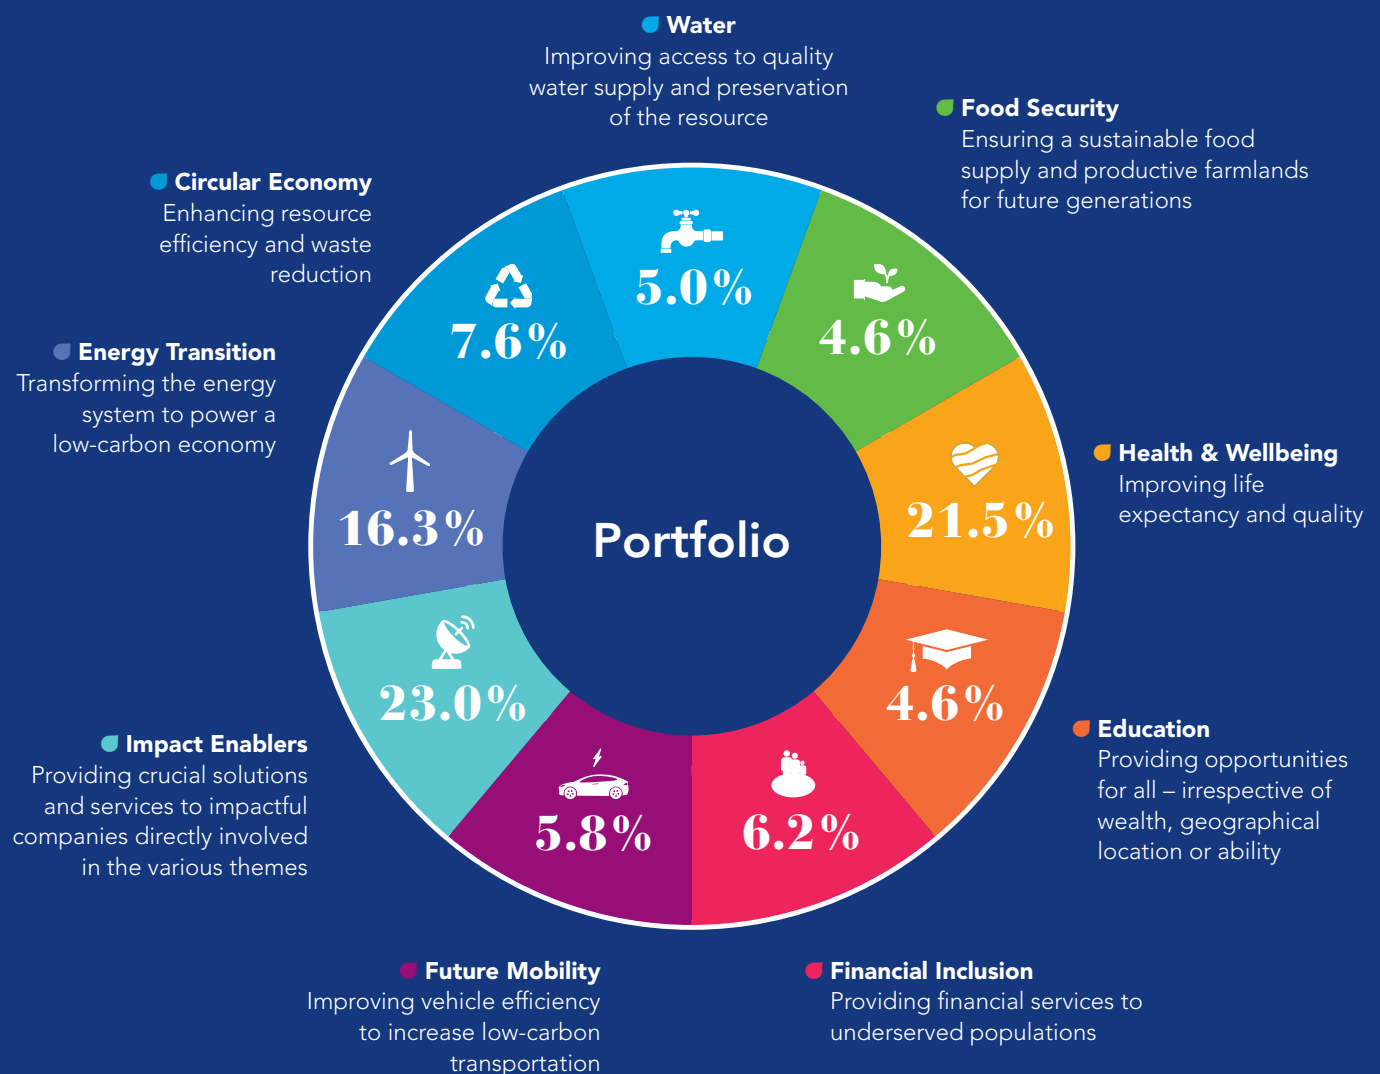 Water
Improving access to quality
water supply and preservation
of the resource
Food Security
Ensuring a sustainable food
supply and productive farmlands
for future generations
Circular Economy
Enhancing resource
efficiency and waste
reduction
5.0%
7.6%
4.6%
Energy Transition
Transforming the energy
system to power a
low-carbon economy
Health & Wellbeing
Improving life
expectancy and quality
16.3%
Portfolio
21.5%
23.0%
4.6%
Impact Enablers
Providing crucial solutions
and services to impactful
companies directly involved
in the various themes
Education
Providing opportunities
for all – irrespective of
wealth, geographical
location or ability
5.8%
6.2%
Future Mobility
Improving vehicle efficiency
to increase low-carbon
transportation
Financial Inclusion
Providing financial services to
underserved populations